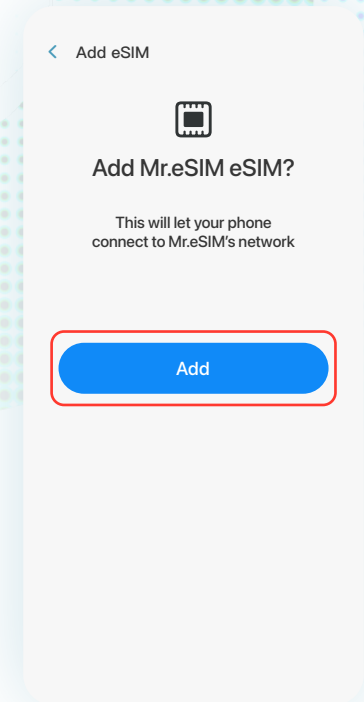 Add eSIM
Add Mr.eSIM eSIM?
This will let your phone
connect to Mr.eSIM's network
Add